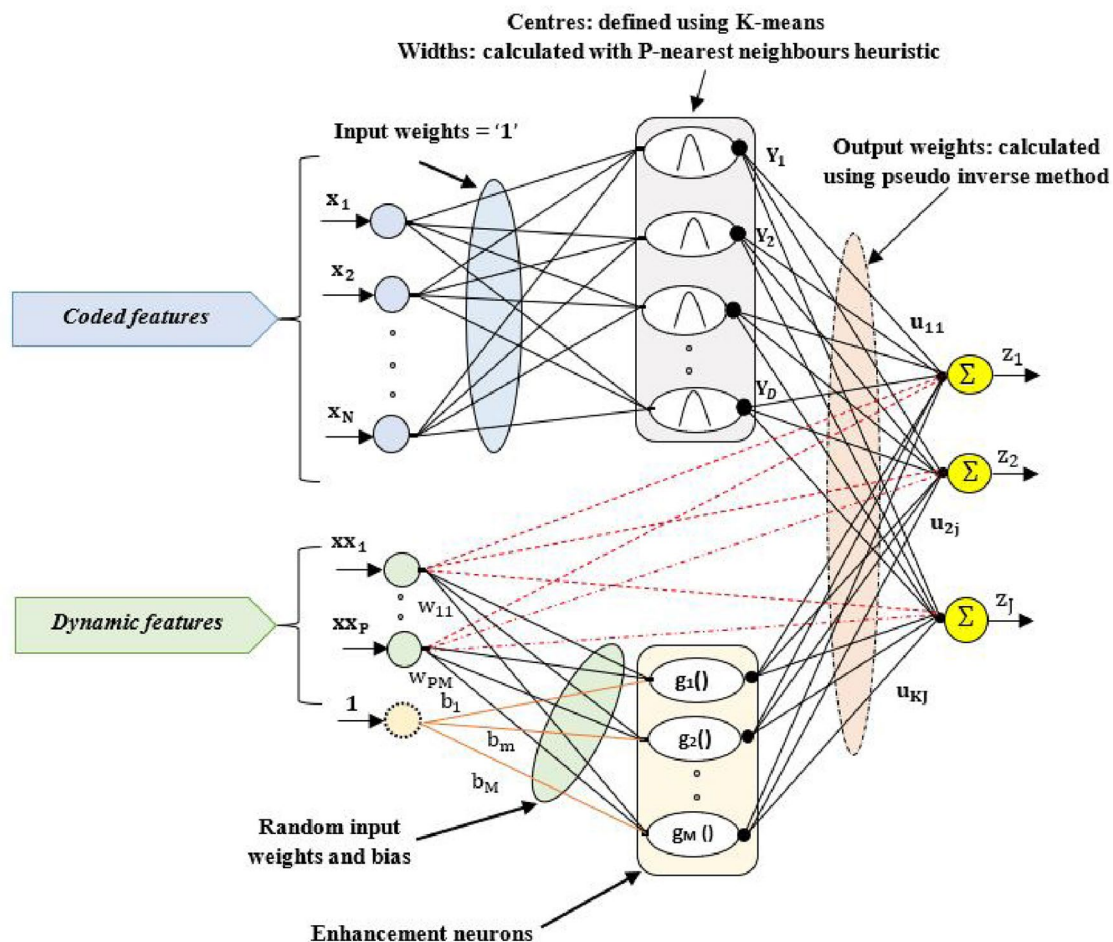 Centres: defined using K-means
Widths: calculated with P-nearest neighbours heuristic
Input weights = ‘1’
Output weights: calculated
using pseudo inverse method
x1
x2
xN
Coded features
Y1
Y2
YD
u11
u2j
uKJ
Σ
z1
Σ
z2
Σ
zJ
xx1
xxP
1
Dynamic features
w11
wPM
b1
bm
bM
g1()
g2()
gM ()
Random input
weights and bias
Enhancement neurons